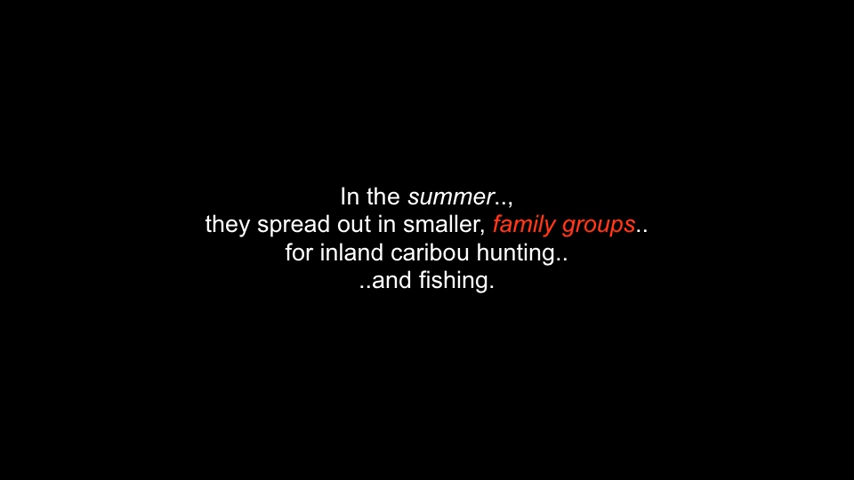 In the summer..,
they spread out in smaller, family groups..
for inland caribou hunting..
..and fishing.